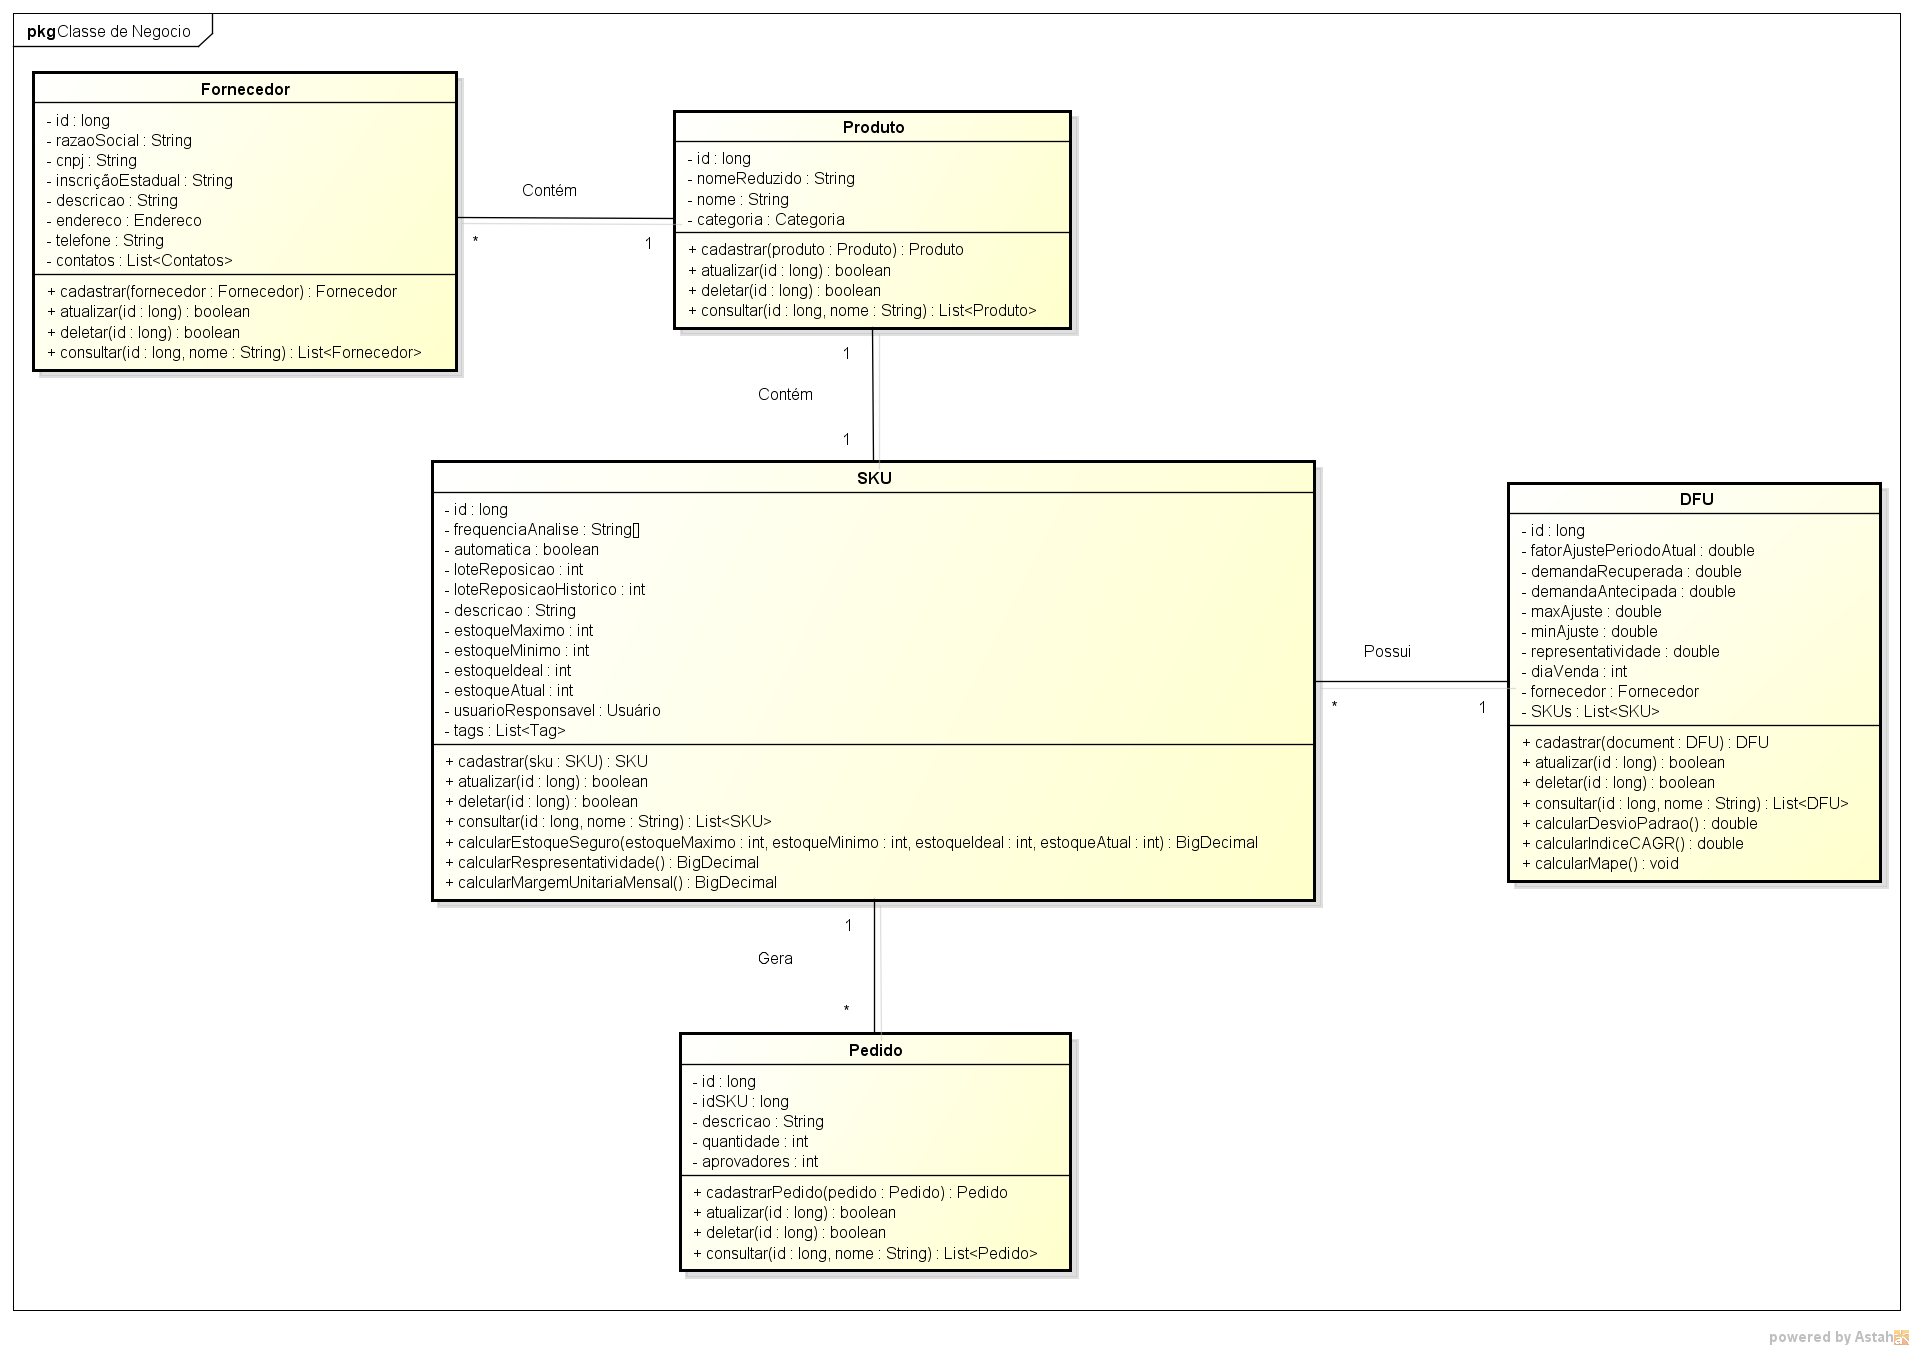 pkg Classe de Negocio
Fornecedor
- id : long
- razaoSocial : String
- cnpj : String
- inscriçãoEstadual : String
- descricao : String
- endereco : Endereco
- telefone : String
- contatos : List<Contatos>
+ cadastrar(fornecedor : Fornecedor) : Fornecedor
+ atualizar(id : long) : boolean
+ deletar(id : long) : boolean
+ consultar(id : long, nome : String) : List<Fornecedor>
Contém
*
1
Produto
- id : long
- nomeReduzido : String
- nome : String
- categoria : Categoria
+ cadastrar(produto : Produto) : Produto
+ atualizar(id : long) : boolean
+ deletar(id : long) : boolean
+ consultar(id : long, nome : String) : List<Produto>
1
Contém
1
SKU
- id : long
- frequenciaAnalise : String[]
- automatica : boolean
- loteReposicao : int
- loteReposicaoHistorico : int
- descricao : String
- estoqueMaximo : int
- estoqueMinimo : int
- estoqueIdeal : int
- estoqueAtual : int
- usuarioResponsavel : Usuário
- tags : List<Tag>
+ cadastrar(sku : SKU) : SKU
+ atualizar(id : long) : boolean
+ deletar(id : long) : boolean
+ consultar(id : long, nome : String) : List<SKU>
+ calcularEstoqueSeguro(estoqueMaximo : int, estoqueMinimo : int, estoqueIdeal : int, estoqueAtual : int) : BigDecimal
+ calcularRespresentatividade() : BigDecimal
+ calcularMargemUnitariaMensal() : BigDecimal
Possui
*
1
DFU
- id : long
- fatorAjustePeriodoAtual : double
- demandaRecuperada : double
- demandaAntecipada : double
- maxAjuste : double
- minAjuste : double
- representatividade : double
- diaVenda : int
- fornecedor : Fornecedor
- SKUs : List<SKU>
+ cadastrar(document : DFU) : DFU
+ atualizar(id : long) : boolean
+ deletar(id : long) : boolean
+ consultar(id : long, nome : String) : List<DFU>
+ calcularDesvioPadrao() : double
+ calcularIndiceCAGR() : double
+ calcularMape() : void
1
Gera
*
Pedido
- id : long
- idSKU : long
- descricao : String
- quantidade : int
- aprovadores : int
+ cadastrarPedido(pedido : Pedido) : Pedido
+ atualizar(id : long) : boolean
+ deletar(id : long) : boolean
+ consultar(id : long, nome : String) : List<Pedido>
powered by Astah